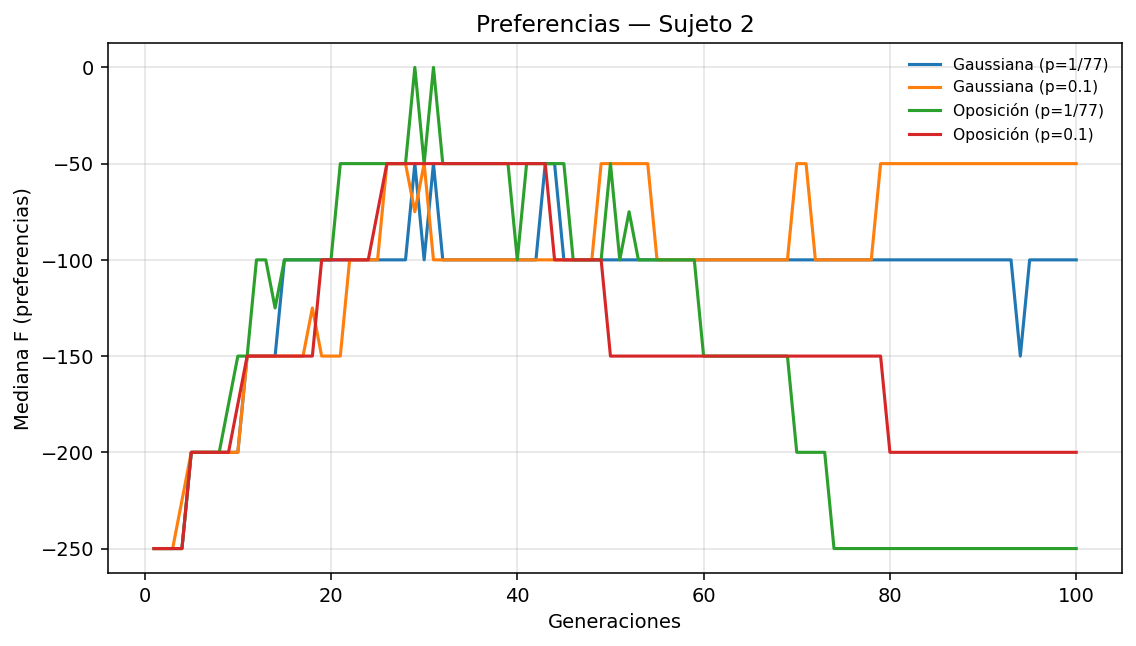 Preferencias — Sujeto 2
Gaussiana (p=1/77)
Gaussiana (p=0.1)
Oposición (p=1/77)
Oposición (p=0.1)
Mediana F (preferencias)
0
−50
−100
−150
−200
−250
0 20 40 60 80 100
Generaciones